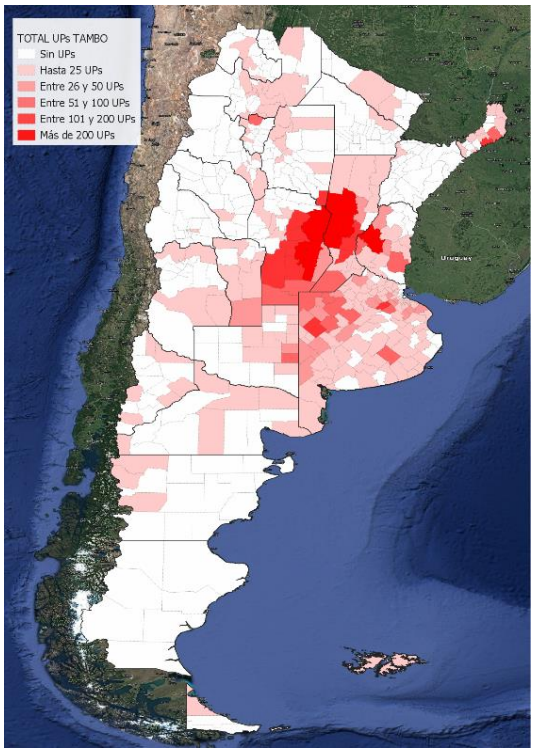 TOTAL UPs TAMBO
Sin UPs
Hasta 25 UPs
Entre 26 y 50 UPs
Entre 51 y 100 UPs
Entre 101 y 200 UPs
Más de 200 UPs
Uruguay